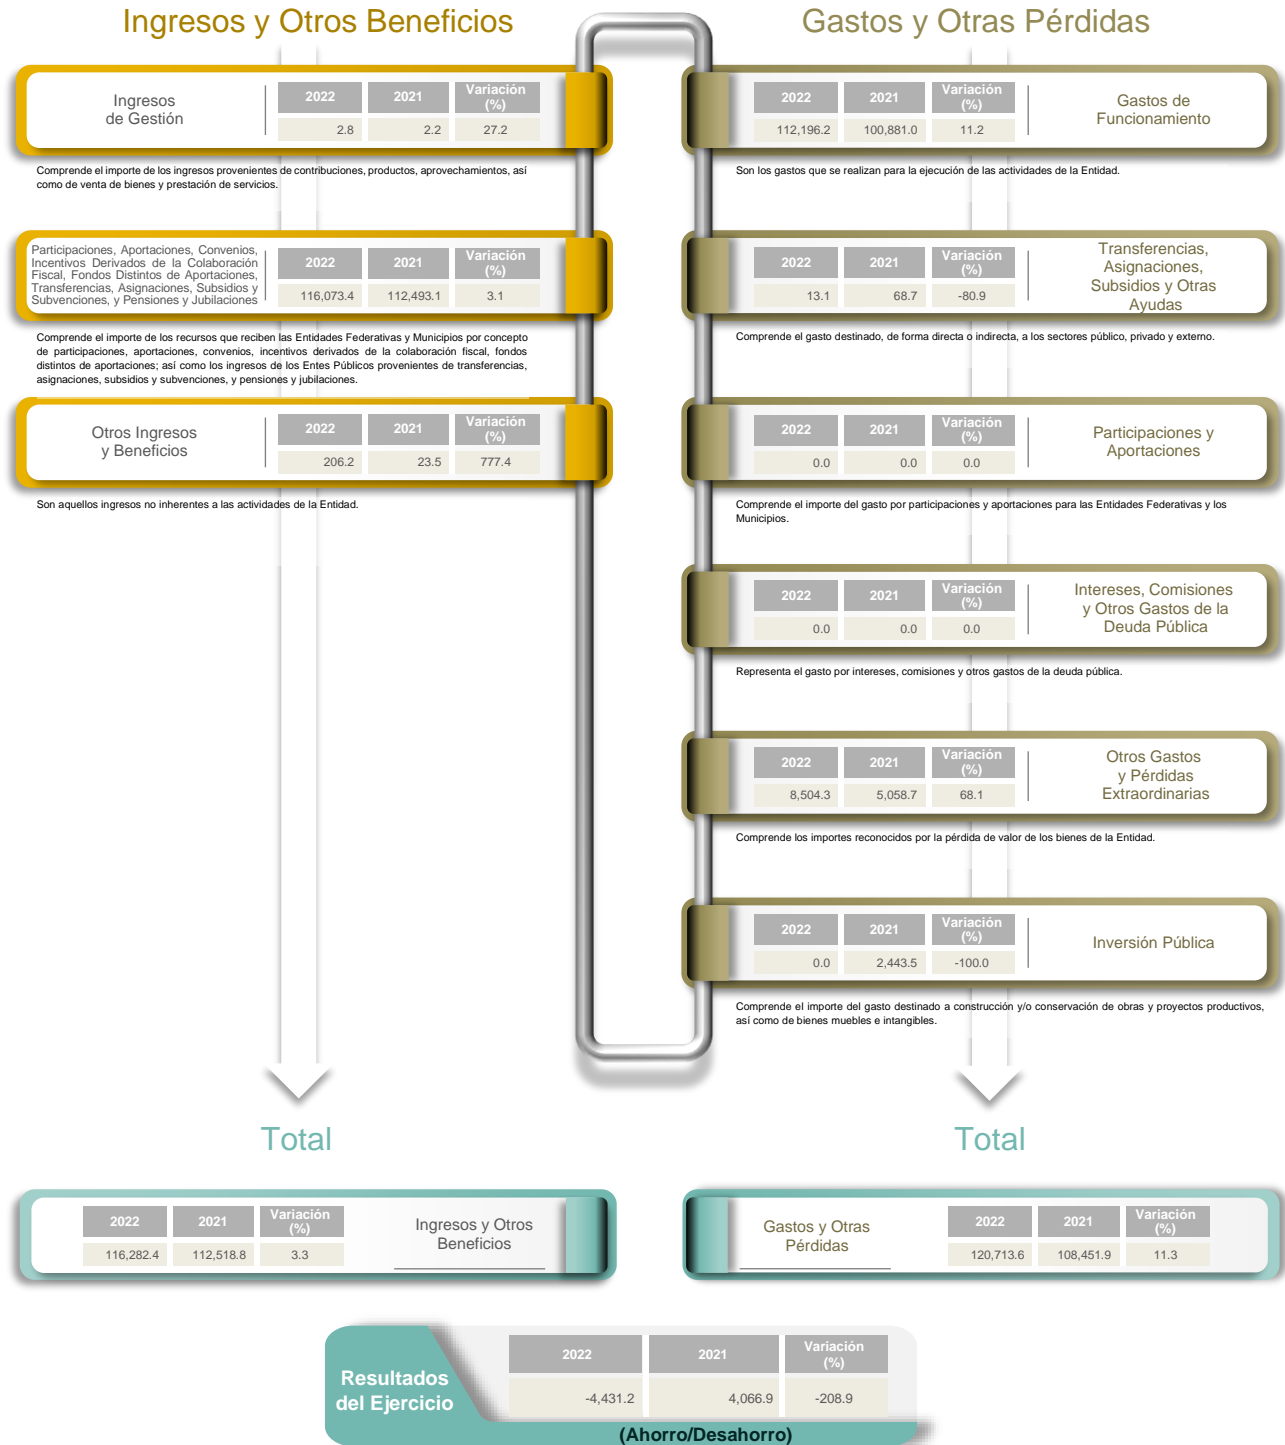 Ingresos y Otros Beneficios
Ingresos
de Gestión
2022 2021 Variación (%)
2.8 2.2 27.2
Comprende el importe de los ingresos provenientes de contribuciones, productos, aprovechamientos, así
como de venta de bienes y prestación de servicios.
Participaciones, Aportaciones, Convenios,
Incentivos Derivados de la Colaboración
Fiscal, Fondos Distintos de Aportaciones,
Transferencias, Asignaciones, Subsidios y
Subvenciones, y Pensiones y Jubilaciones
2022 2021 Variación (%)
116,073.4 112,493.1 3.1
Comprende el importe de los recursos que reciben las Entidades Federativas y Municipios por concepto
de participaciones, aportaciones, convenios, incentivos derivados de la colaboración fiscal, fondos
distintos de aportaciones; así como los ingresos de los Entes Públicos provenientes de transferencias,
asignaciones, subsidios y subvenciones, y pensiones y jubilaciones.
Otros Ingresos
y Beneficios
2022 2021 Variación (%)
206.2 23.5 777.4
Son aquellos ingresos no inherentes a las actividades de la Entidad.
Gastos y Otras Pérdidas
2022 2021 Variación (%)
112,196.2 100,881.0 11.2
Gastos de
Funcionamiento
Son los gastos que se realizan para la ejecución de las actividades de la Entidad.
2022 2021 Variación (%)
13.1 68.7 -80.9
Transferencias,
Asignaciones,
Subsidios y Otras
Ayudas
Comprende el gasto destinado, de forma directa o indirecta, a los sectores público, privado y externo.
2022 2021 Variación (%)
0.0 0.0 0.0
Participaciones y
Aportaciones
Comprende el importe del gasto por participaciones y aportaciones para las Entidades Federativas y los
Municipios.
2022 2021 Variación (%)
0.0 0.0 0.0
Intereses, Comisiones
y Otros Gastos de la
Deuda Pública
Representa el gasto por intereses, comisiones y otros gastos de la deuda pública.
2022 2021 Variación (%)
8,504.3 5,058.7 68.1
Otros Gastos
y Pérdidas
Extraordinarias
Comprende los importes reconocidos por la pérdida de valor de los bienes de la Entidad.
2022 2021 Variación (%)
0.0 2,443.5 -100.0
Inversión Pública
Comprende el importe del gasto destinado a construcción y/o conservación de obras y proyectos productivos,
así como de bienes muebles e intangibles.
Total
2022 2021 Variación (%)
116,282.4 112,518.8 3.3
Ingresos y Otros
Beneficios
Total
Gastos y Otras
Pérdidas
2022 2021 Variación (%)
120,713.6 108,451.9 11.3
Resultados
del Ejercicio
2022 2021 Variación (%)
-4,431.2 4,066.9 -208.9
(Ahorro/Desahorro)